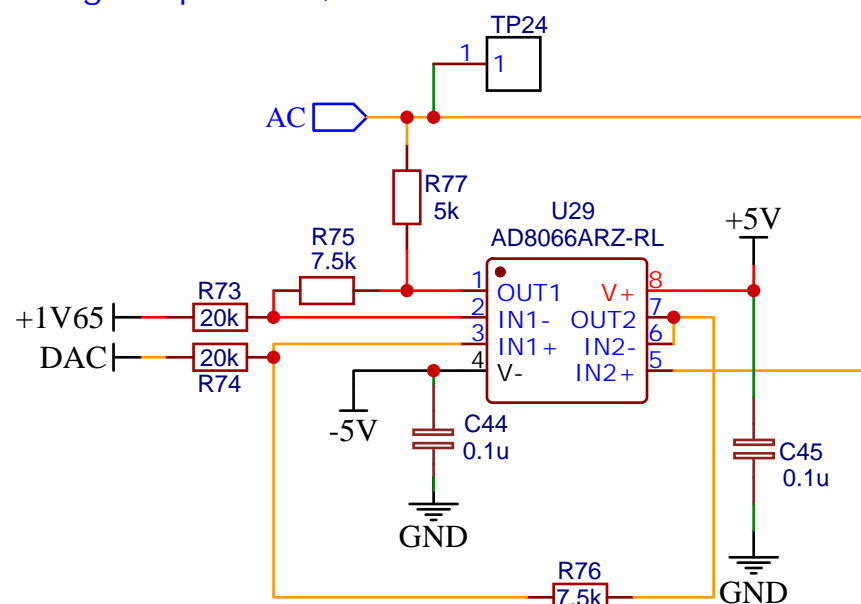 TP24
1
1
AC
R77
5k
U29
AD8066ARZ-RL
+5V
R75
7.5k
1
OUT1
V+
8
R73
+1V65
20k
2
IN1-
OUT2
7
3
IN1+
IN2-
6
DAC
20k
4
V-
IN2+
5
R74
-5V
C44
0.1u
C45
0.1u
GND
R76
7.5k
GND